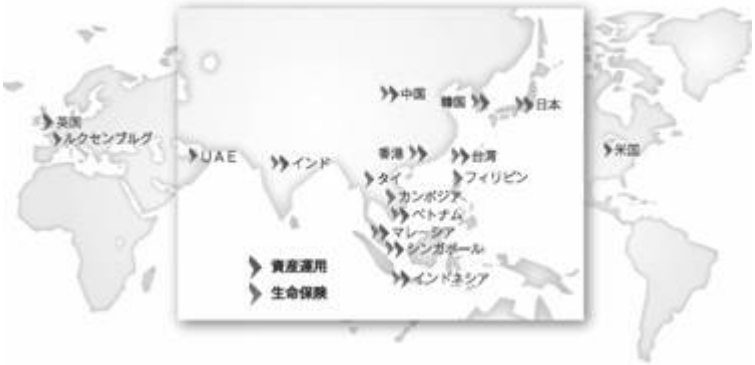 中国
韓国
日本
英国
ルクセンブルグ
UAE
インド
香港
台湾
米国
タイ
フィリピン
カンボジア
ベトナム
マレーシア
シンガポール
インドネシア
資産運用
生命保険